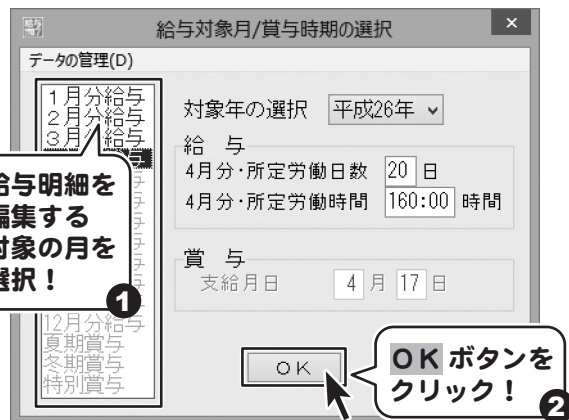 給与対象月/賞与時期の選択
データの管理(D)
1月分給与
2月分給与
3月分給与
12月分給与
夏期賞与
冬期賞与
特別賞与
対象年の選択 平成26年
給 与
4月分・所定労働日数 20 日
4月分・所定労働時間 160:00 時間
賞 与
支給月日 4 月 17 日
OK
給与明細を
編集する
対象の月を
選択！
1
OK ボタンを
クリック！
2